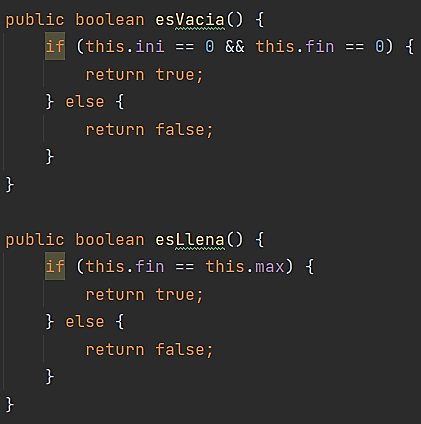 public boolean esVacia() {
    if (this.ini == 0 && this.fin == 0) {
        return true;
    } else {
        return false;
    }
}

public boolean esLlena() {
    if (this.fin == this.max) {
        return true;
    } else {
        return false;
    }
}